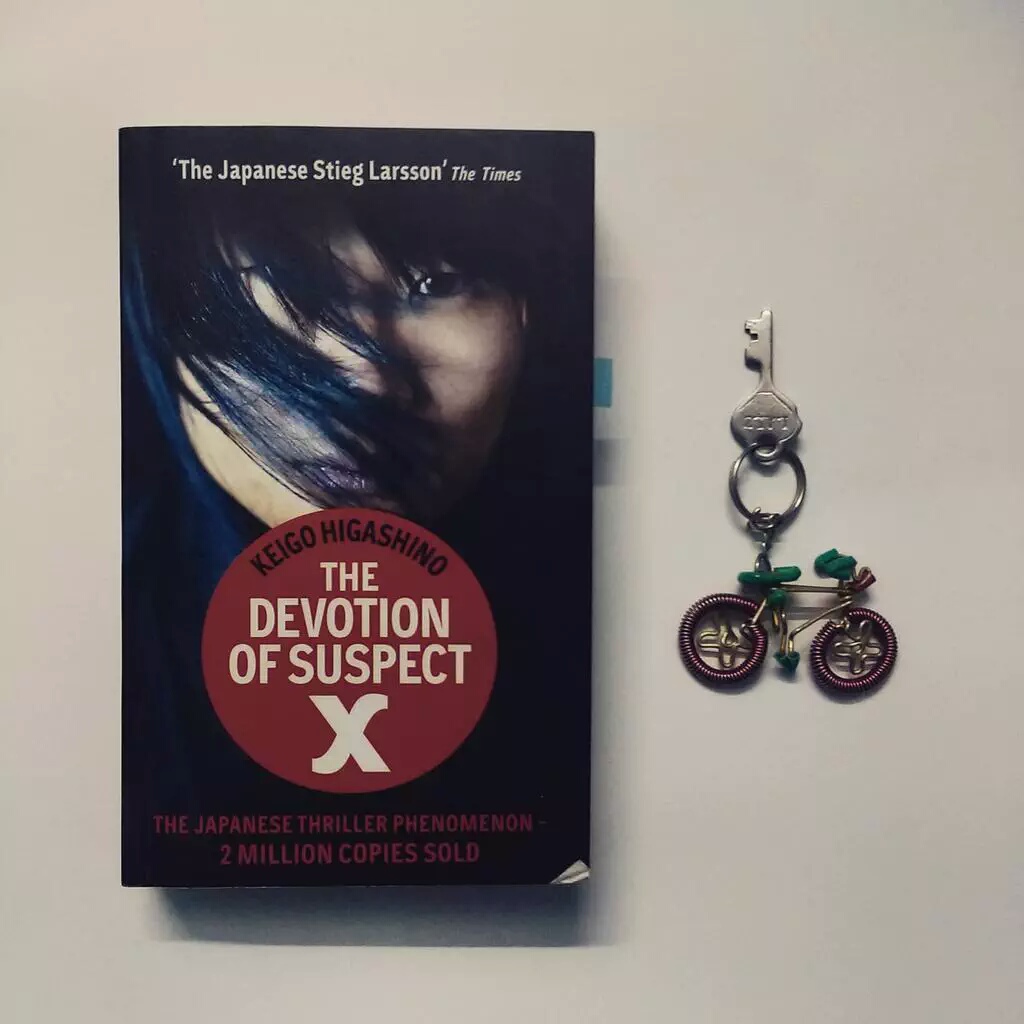 ‘The Japanese Stieg Larsson’ The Times
KEIGO HIGASHINO
THE
DEVOTION
OF SUSPECT
X
THE JAPANESE THRILLER PHENOMENON –
2 MILLION COPIES SOLD